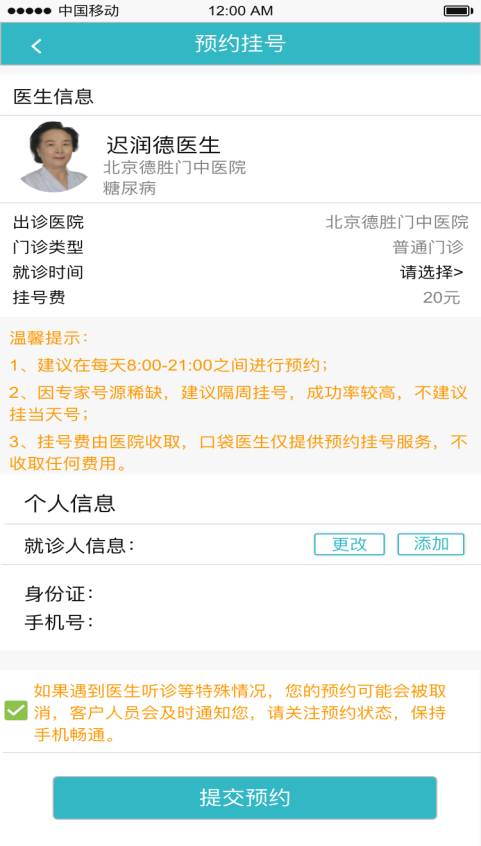 中国移动 12:00 AM
预约挂号
医生信息
迟润德医生
北京德胜门中医院
糖尿病
出诊医院 北京德胜门中医院
门诊类型 普通门诊
就诊时间 请选择>
挂号费 20元
温馨提示：
1、建议在每天8:00-21:00之间进行预约；
2、因专家号源稀缺，建议隔周挂号，成功率较高，不建议
挂当天号；
3、挂号费由医院收取，口袋医生仅提供预约挂号服务，不
收取任何费用。
个人信息
就诊人信息： 更改 添加
身份证：
手机号：
如果遇到医生听诊等特殊情况，您的预约可能会被取
消，客户人员会及时通知您，请关注预约状态，保持
手机畅通。
提交预约